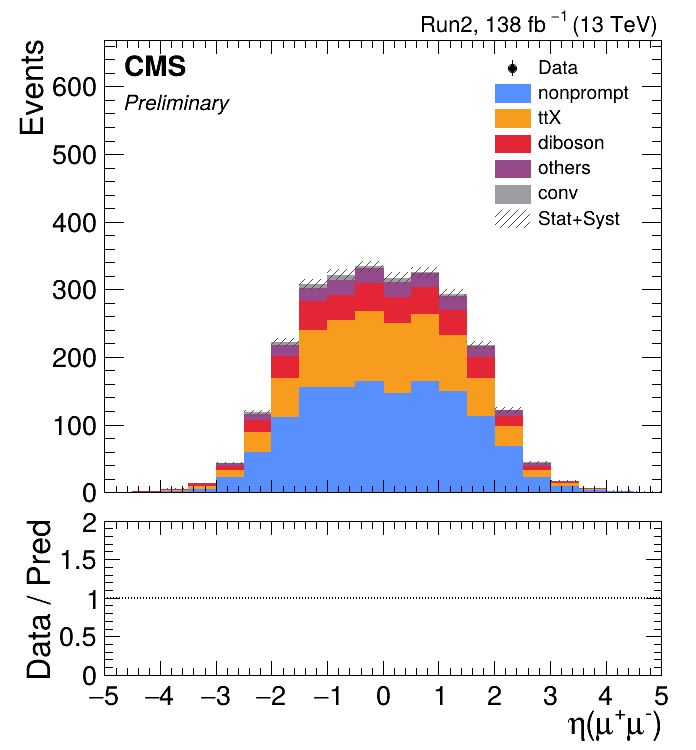 Run2, 138 fb⁻¹ (13 TeV)
CMS
Preliminary
Events
600
500
400
300
200
100
0
Data
nonprompt
ttX
diboson
others
conv
Stat+Syst
Data / Pred
2
1.5
1
0.5
0
−5 −4 −3 −2 −1 0 1 2 3 4 5
η(μ⁺μ⁻)